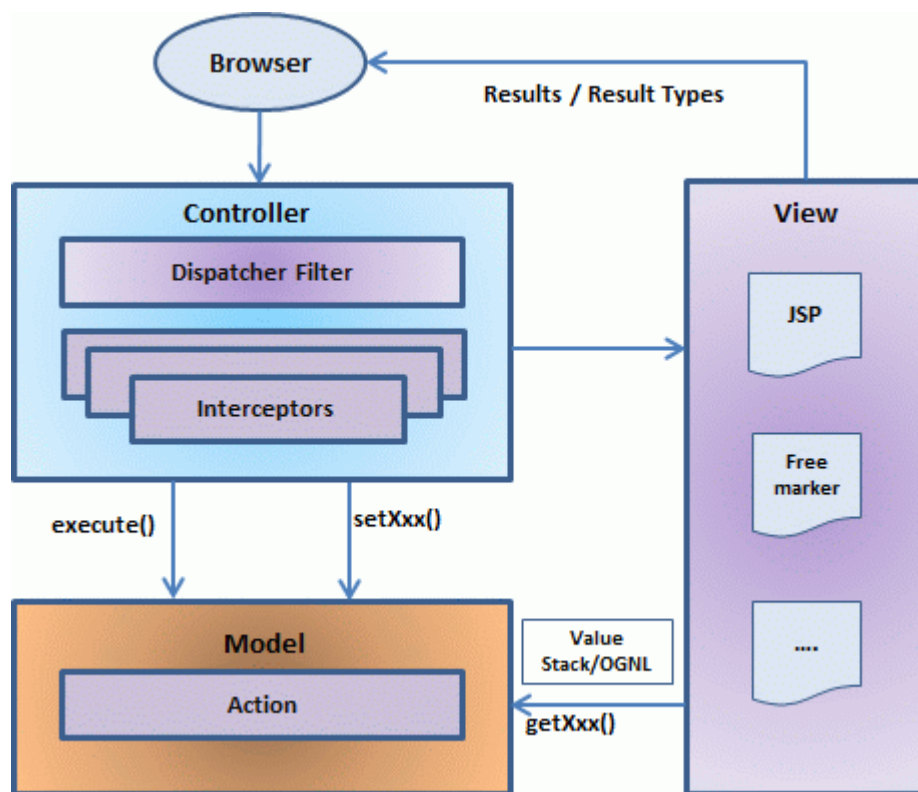 Browser
Results / Result Types
Controller
View
Dispatcher Filter
JSP
Interceptors
Free
marker
execute()
setXxx()
Model
Value
Stack/OGNL
....
Action
getXxx()